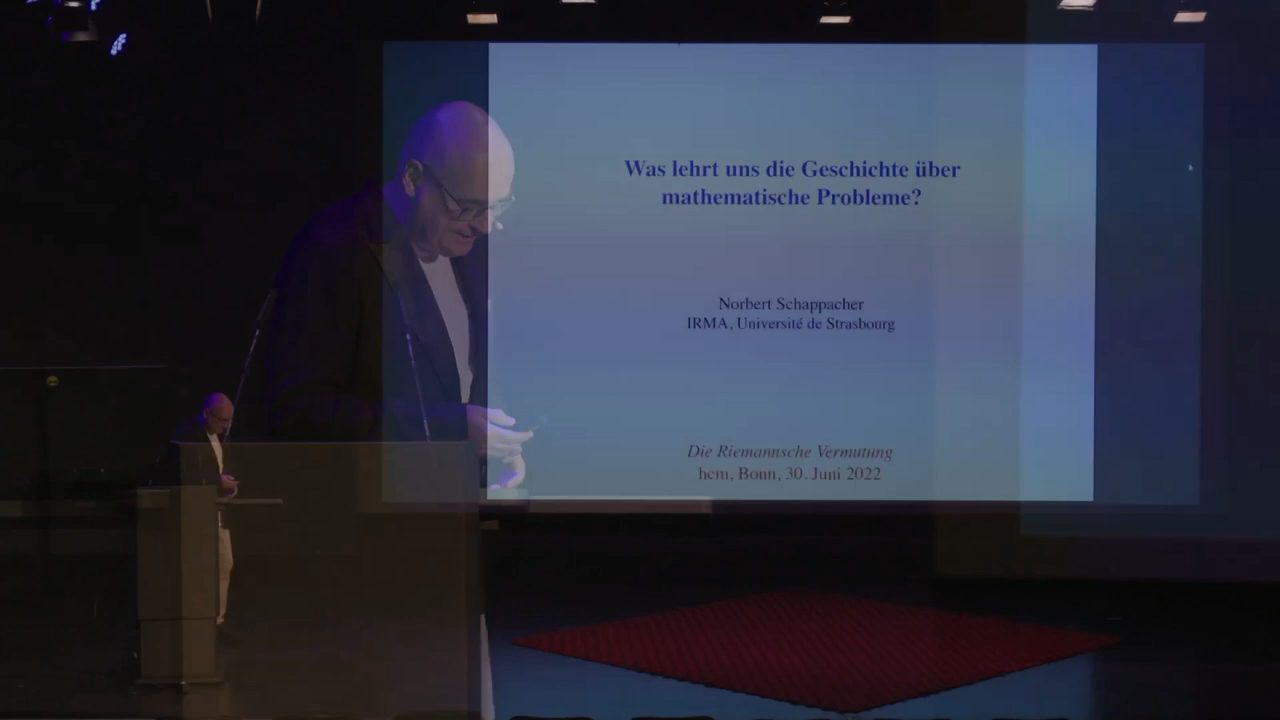 Was lehrt uns die Geschichte über
mathematische Probleme?
Norbert Schappacher
IRMA, Université de Strasbourg
Die Riemannsche Vermutung
hcm, Bonn, 30. Juni 2022